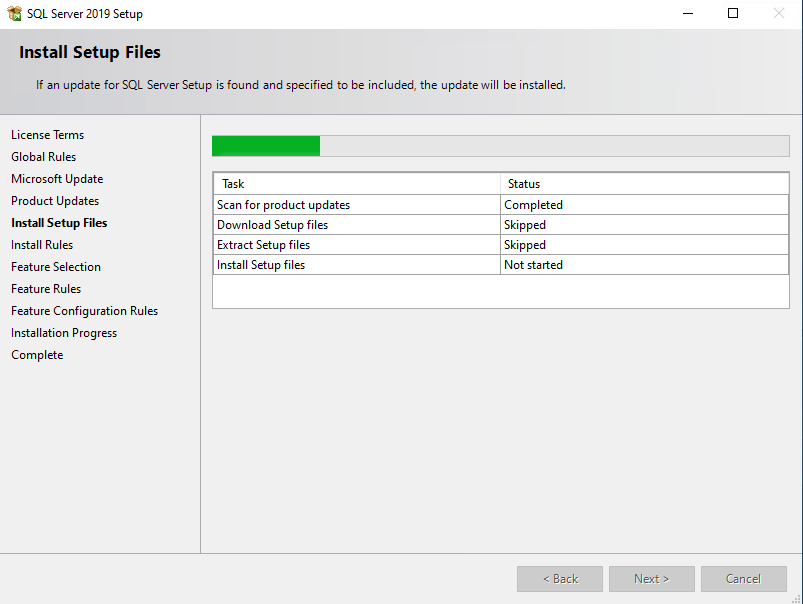 SQL Server 2019 Setup
Install Setup Files
If an update for SQL Server Setup is found and specified to be included, the update will be installed.
License Terms
Global Rules
Microsoft Update
Product Updates
Install Setup Files
Install Rules
Feature Selection
Feature Rules
Feature Configuration Rules
Installation Progress
Complete
Task Status
Scan for product updates Completed
Download Setup files Skipped
Extract Setup files Skipped
Install Setup files Not started
< Back Next > Cancel